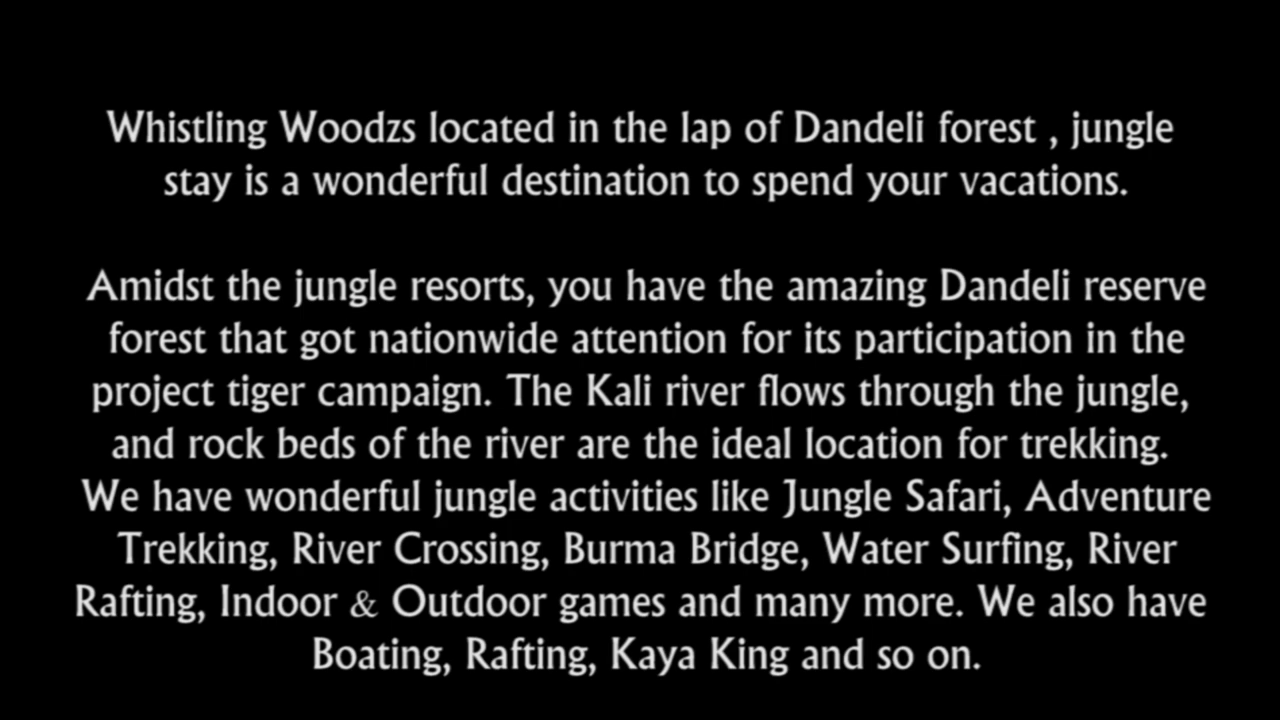 Whistling Woodzs located in the lap of Dandeli forest , jungle
stay is a wonderful destination to spend your vacations.
Amidst the jungle resorts, you have the amazing Dandeli reserve
forest that got nationwide attention for its participation in the
project tiger campaign. The Kali river flows through the jungle,
and rock beds of the river are the ideal location for trekking.
We have wonderful jungle activities like Jungle Safari, Adventure
Trekking, River Crossing, Burma Bridge, Water Surfing, River
Rafting, Indoor & Outdoor games and many more. We also have
Boating, Rafting, Kaya King and so on.